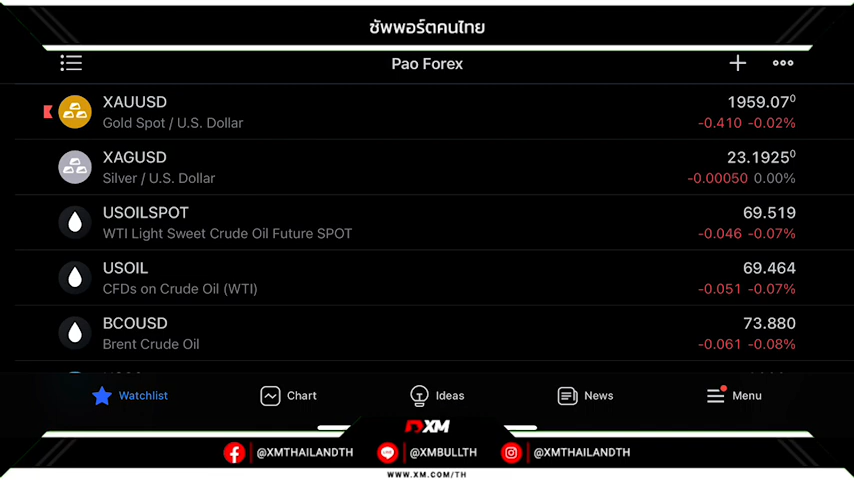 ซัพพอร์ตคนไทย
Pao Forex
XAUUSD 1959.07⁰
Gold Spot / U.S. Dollar -0.410 -0.02%
XAGUSD 23.1925⁰
Silver / U.S. Dollar -0.00050 0.00%
USOILSPOT 69.519
WTI Light Sweet Crude Oil Future SPOT -0.046 -0.07%
USOIL 69.464
CFDs on Crude Oil (WTI) -0.051 -0.07%
BCOUSD 73.880
Brent Crude Oil -0.061 -0.08%
Watchlist Chart Ideas News Menu
XM
@XMTHAILANDTH @XMBULLTH @XMTHAILANDTH
WWW.XM.COM/TH